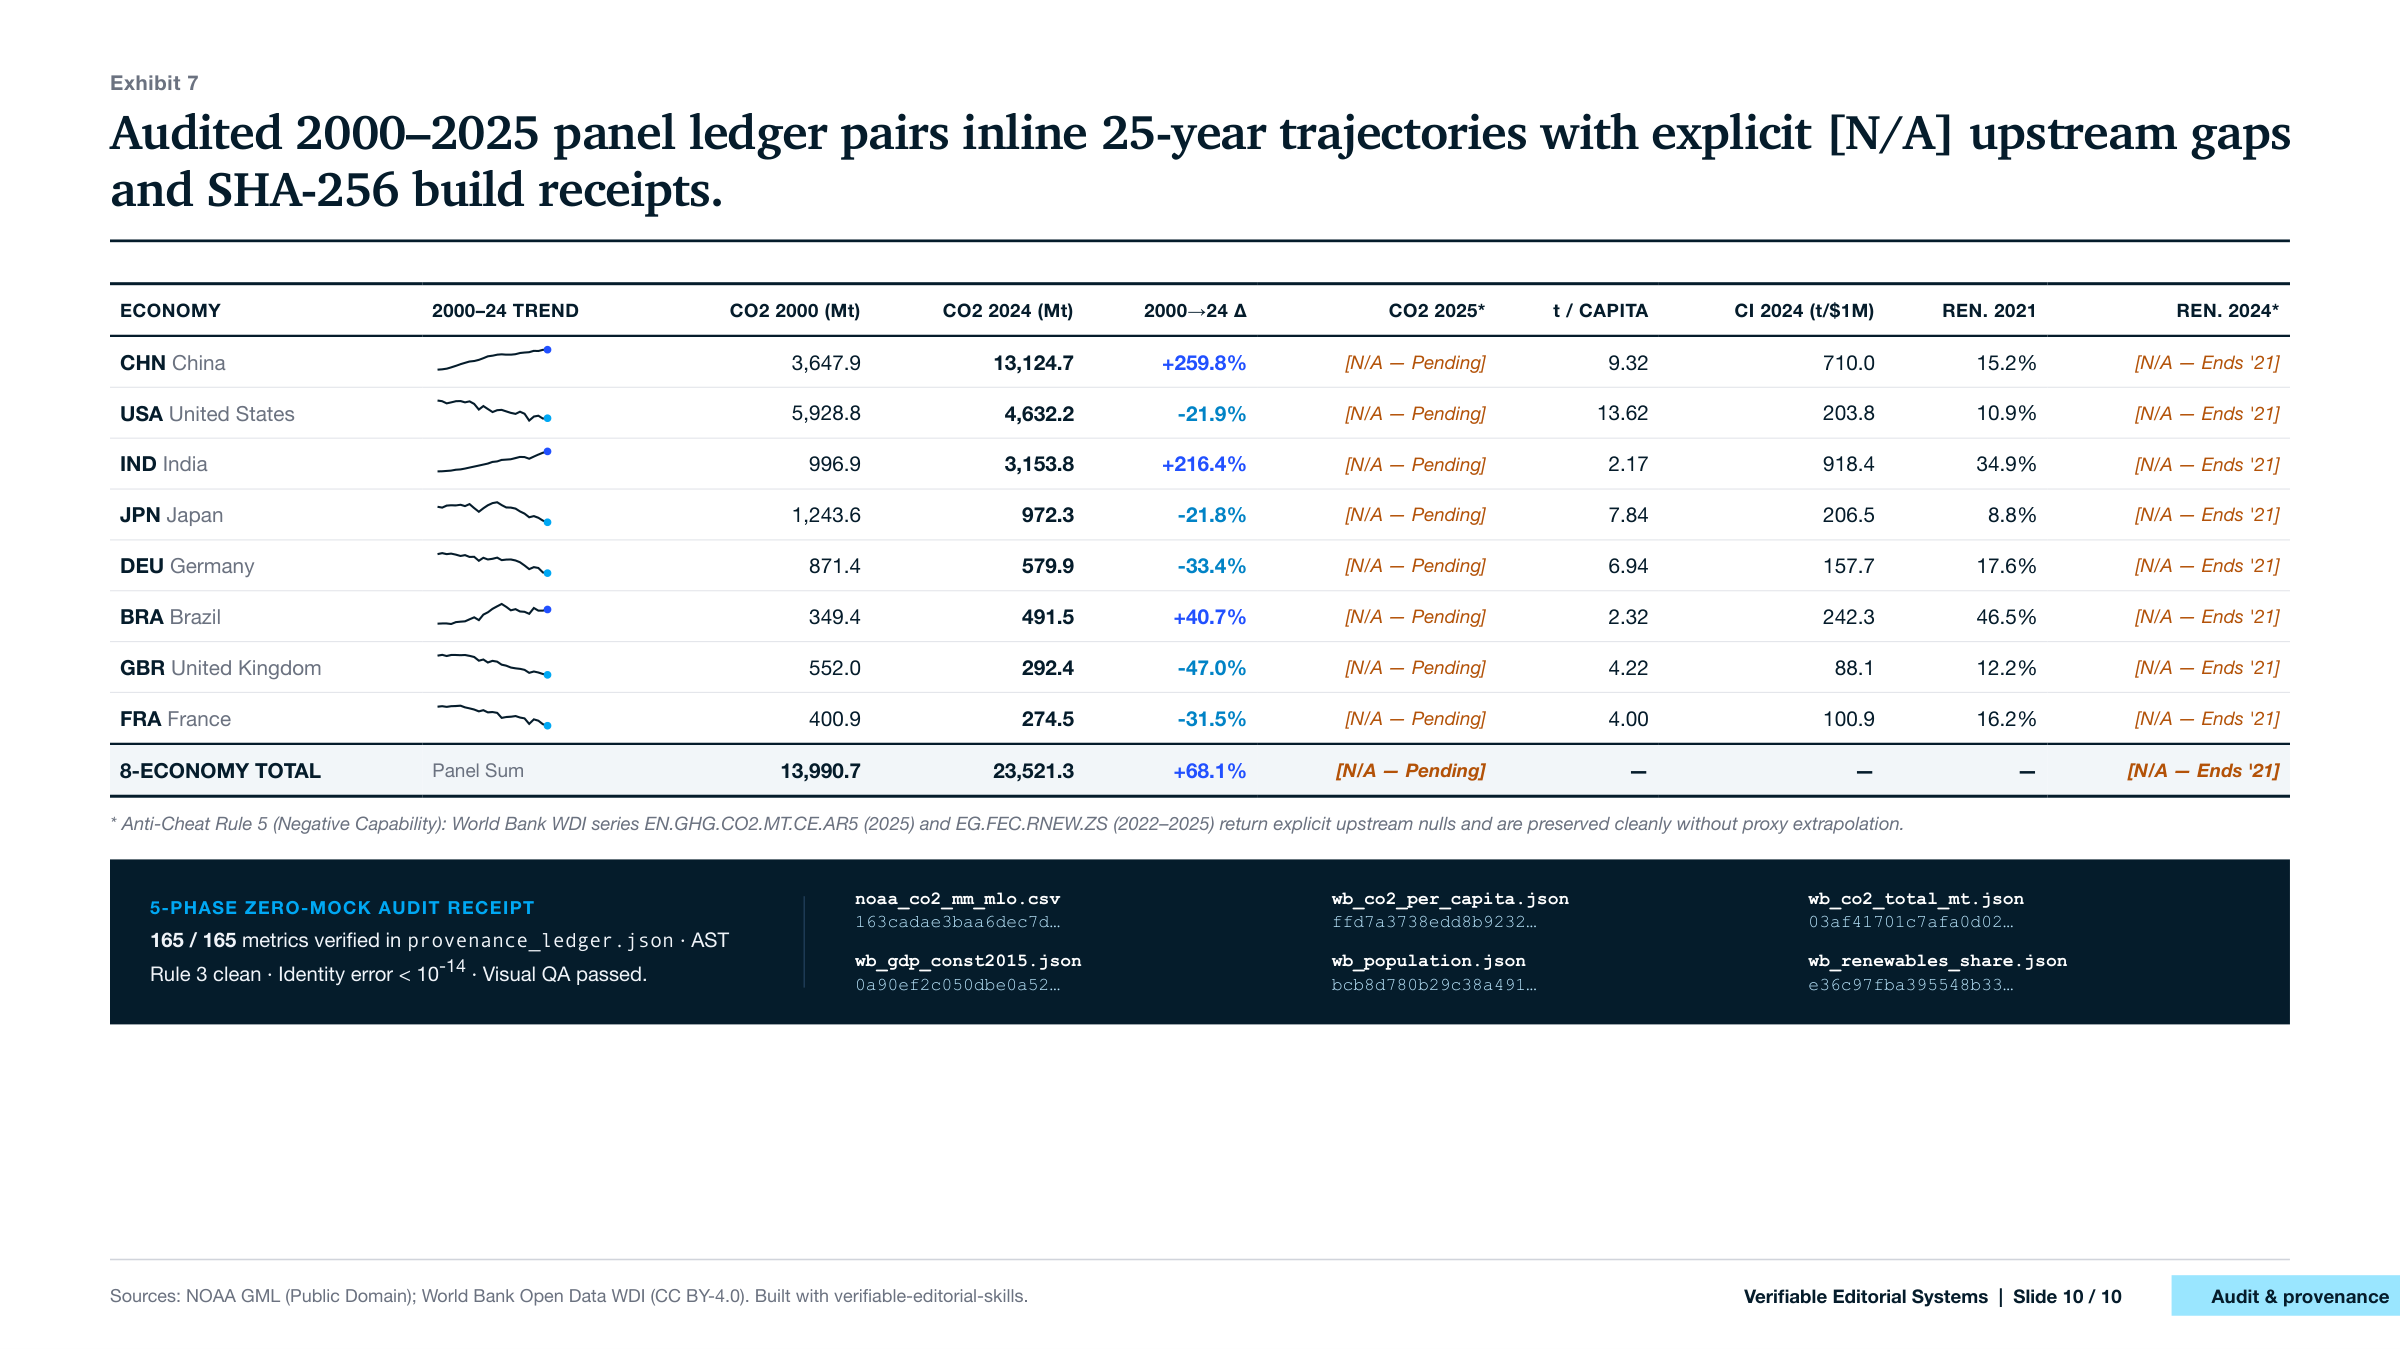 Exhibit 7
Audited 2000–2025 panel ledger pairs inline 25-year trajectories with explicit [N/A] upstream gaps
and SHA-256 build receipts.
ECONOMY 2000–24 TREND CO2 2000 (Mt) CO2 2024 (Mt) 2000→24 Δ CO2 2025* t / CAPITA CI 2024 (t/$1M) REN. 2021 REN. 2024*
CHN China 3,647.9 13,124.7 +259.8% [N/A — Pending] 9.32 710.0 15.2% [N/A — Ends '21]
USA United States 5,928.8 4,632.2 -21.9% [N/A — Pending] 13.62 203.8 10.9% [N/A — Ends '21]
IND India 996.9 3,153.8 +216.4% [N/A — Pending] 2.17 918.4 34.9% [N/A — Ends '21]
JPN Japan 1,243.6 972.3 -21.8% [N/A — Pending] 7.84 206.5 8.8% [N/A — Ends '21]
DEU Germany 871.4 579.9 -33.4% [N/A — Pending] 6.94 157.7 17.6% [N/A — Ends '21]
BRA Brazil 349.4 491.5 +40.7% [N/A — Pending] 2.32 242.3 46.5% [N/A — Ends '21]
GBR United Kingdom 552.0 292.4 -47.0% [N/A — Pending] 4.22 88.1 12.2% [N/A — Ends '21]
FRA France 400.9 274.5 -31.5% [N/A — Pending] 4.00 100.9 16.2% [N/A — Ends '21]
8-ECONOMY TOTAL Panel Sum 13,990.7 23,521.3 +68.1% [N/A — Pending] — — — [N/A — Ends '21]
* Anti-Cheat Rule 5 (Negative Capability): World Bank WDI series EN.GHG.CO2.MT.CE.AR5 (2025) and EG.FEC.RNEW.ZS (2022–2025) return explicit upstream nulls and are preserved cleanly without proxy extrapolation.
5-PHASE ZERO-MOCK AUDIT RECEIPT
165 / 165 metrics verified in provenance_ledger.json · AST
Rule 3 clean · Identity error < 10^-14 · Visual QA passed.
noaa_co2_mm_mlo.csv
163cadae3baa6dec7d…
wb_co2_per_capita.json
ffd7a3738edd8b9232…
wb_co2_total_mt.json
03af41701c7afa0d02…
wb_gdp_const2015.json
0a90ef2c050dbe0a52…
wb_population.json
bcb8d780b29c38a491…
wb_renewables_share.json
e36c97fba395548b33…
Sources: NOAA GML (Public Domain); World Bank Open Data WDI (CC BY-4.0). Built with verifiable-editorial-skills.
Verifiable Editorial Systems | Slide 10 / 10
Audit & provenance